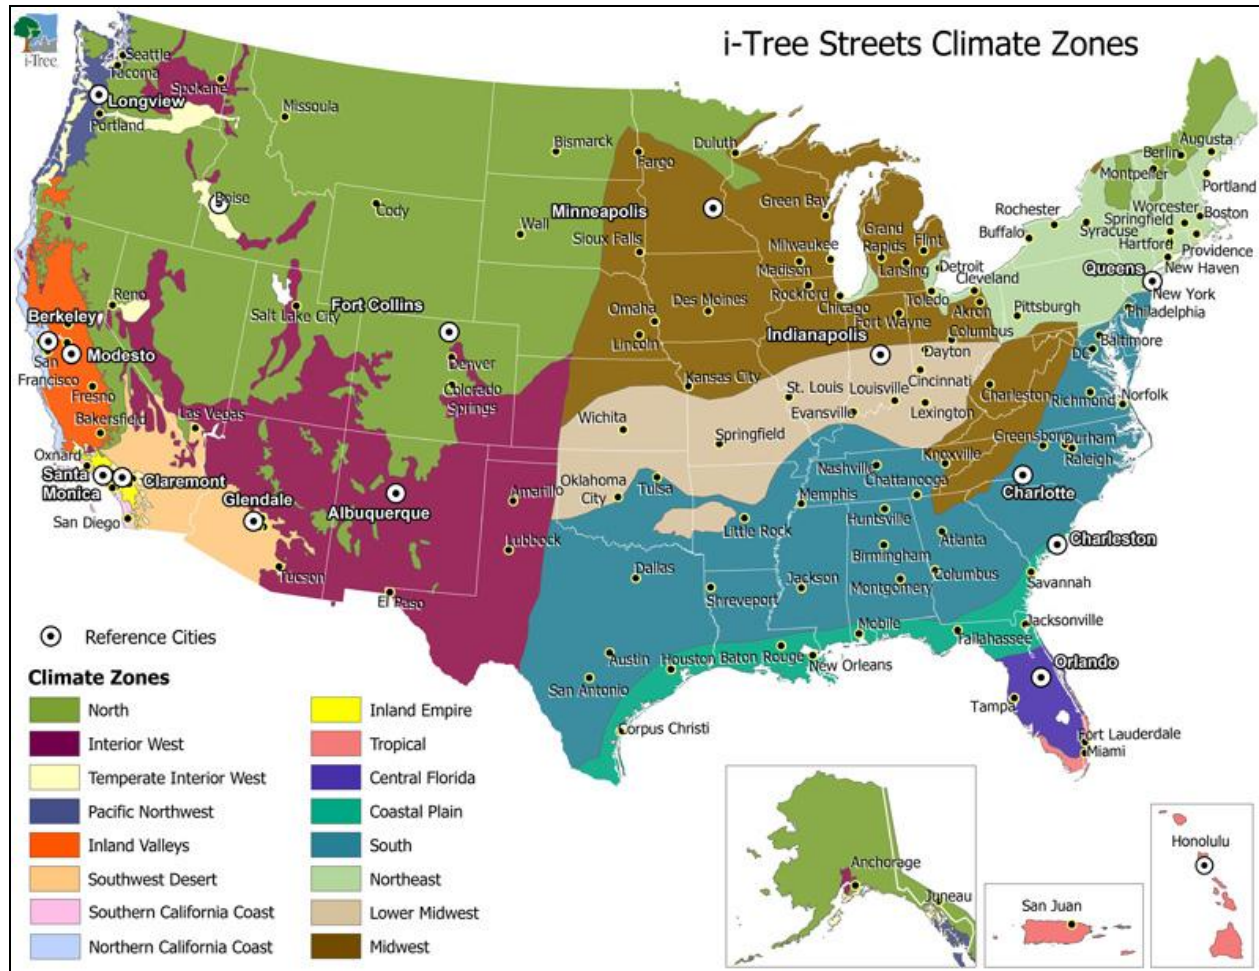 i-Tree
i-Tree Streets Climate Zones
Seattle
Tacoma
Spokane
Longview
Portland
Missoula
Bismarck
Fargo
Duluth
Augusta
Berlin
Montpelier
Portland
Boise
Cody
Wall
Minneapolis
Sioux Falls
Green Bay
Grand
Rapids
Flint
Milwaukee
Madison
Lansing
Detroit
Rochester
Buffalo
Syracuse
Worcester
Springfield
Boston
Hartford
Providence
New Haven
Queens
New York
Reno
Salt Lake City
Fort Collins
Omaha
Des Moines
Rockford
Chicago
Toledo
Cleveland
Akron
Pittsburgh
Philadelphia
Berkeley
Modesto
San
Francisco
Fresno
Denver
Colorado
Springs
Lincoln
Fort Wayne
Columbus
Indianapolis
Dayton
Baltimore
DC
Bakersfield
Las Vegas
Kansas City
St. Louis
Louisville
Cincinnati
Evansville
Lexington
Charleston
Richmond
Norfolk
Wichita
Springfield
Greensboro
Durham
Raleigh
Oxnard
Santa
Monica
Claremont
San Diego
Glendale
Albuquerque
Amarillo
Oklahoma
City
Tulsa
Nashville
Knoxville
Chattanooga
Charlotte
Memphis
Little Rock
Huntsville
Lubbock
Atlanta
Birmingham
Charleston
Tucson
El Paso
Dallas
Shreveport
Jackson
Montgomery
Columbus
Savannah
Mobile
Tallahassee
Jacksonville
Austin
Houston
Baton Rouge
New Orleans
San Antonio
Orlando
Tampa
Corpus Christi
Fort Lauderdale
Miami
Reference Cities
Climate Zones
North
Interior West
Temperate Interior West
Pacific Northwest
Inland Valleys
Southwest Desert
Southern California Coast
Northern California Coast
Inland Empire
Tropical
Central Florida
Coastal Plain
South
Northeast
Lower Midwest
Midwest
Anchorage
Juneau
San Juan
Honolulu